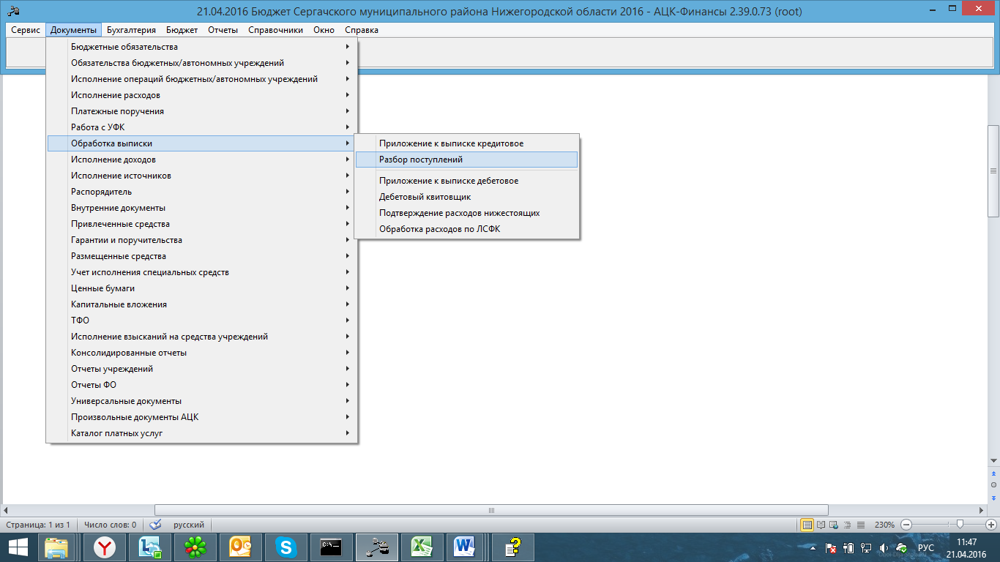 21.04.2016 Бюджет Сергачского муниципального района Нижегородской области 2016 - АЦК-Финансы 2.39.0.73 (root)
Сервис Документы Бухгалтерия Бюджет Отчеты Справочники Окно Справка
Бюджетные обязательства
Обязательства бюджетных/автономных учреждений
Исполнение операций бюджетных/автономных учреждений
Исполнение расходов
Платежные поручения
Работа с УФК
Обработка выписки
Исполнение доходов
Исполнение источников
Распорядитель
Внутренние документы
Привлеченные средства
Гарантии и поручительства
Размещенные средства
Учет исполнения специальных средств
Ценные бумаги
Капитальные вложения
ТФО
Исполнение взысканий на средства учреждений
Консолидированные отчеты
Отчеты учреждений
Отчеты ФО
Универсальные документы
Произвольные документы АЦК
Каталог платных услуг
Приложение к выписке кредитовое
Разбор поступлений
Приложение к выписке дебетовое
Дебетовый квитовщик
Подтверждение расходов нижестоящих
Обработка расходов по ЛСФК
Страница: 1 из 1 Число слов: 0 русский 230%
РУС 11:47
21.04.2016